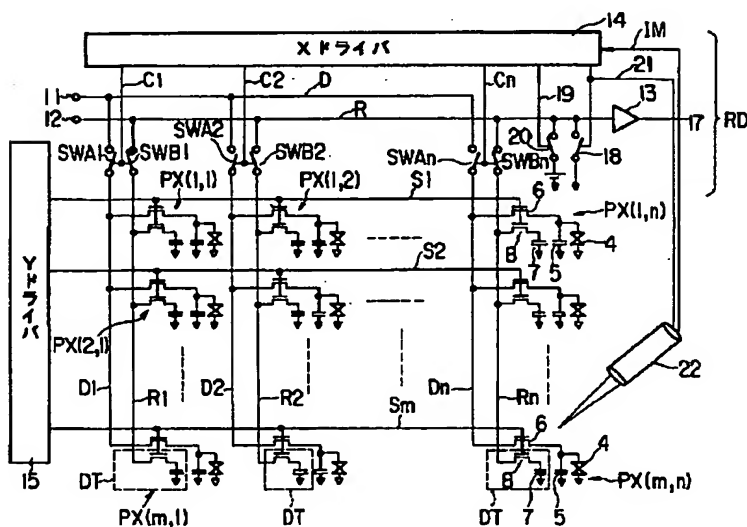 14
IM
Xドライバ
C1
C2
D
Cn
19
21
11
12
R
13
17
RD
SWA1
SWB1
SWA2
SWB2
SWAn
SWBn
20
18
PX(1,1)
PX(1,2)
S1
6
PX(1,n)
8
7
5
4
S2
Yドライバ
PX(2,1)
D1
R1
D2
R2
Dn
Rn
22
Sm
6
4
8
15
DT
PX(m,1)
DT
DT
7
5
PX(m,n)